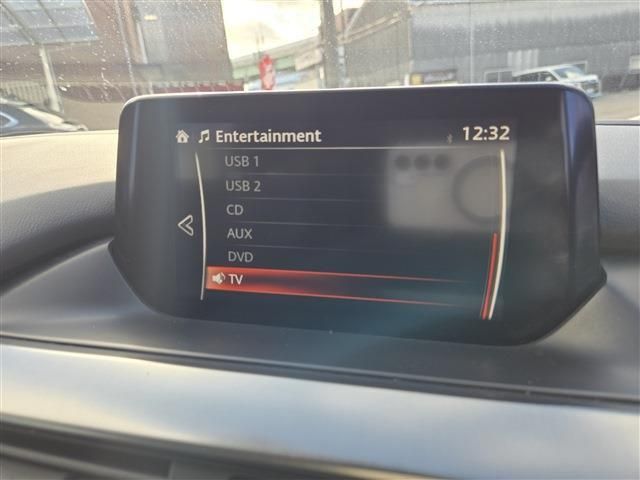 Entertainment 12:32
USB 1
USB 2
CD
AUX
DVD
TV